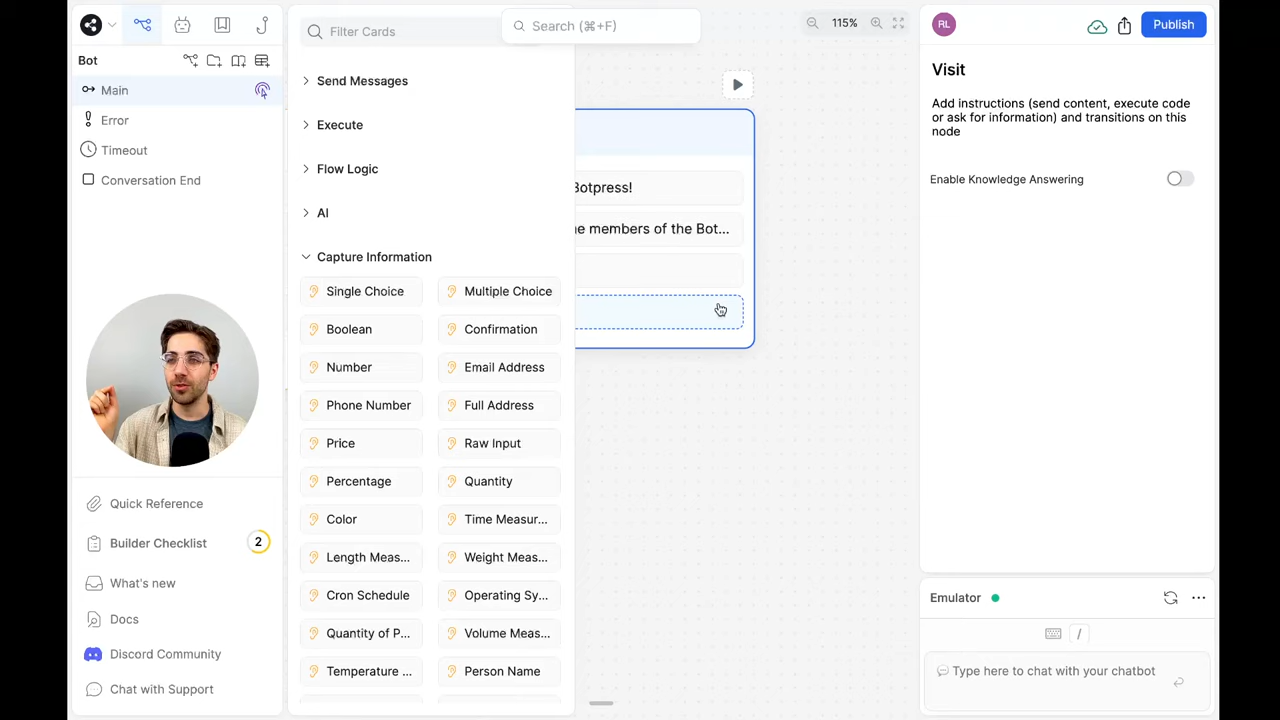 Bot
Main
Error
Timeout
Conversation End
Quick Reference
Builder Checklist
2
What's new
Docs
Discord Community
Chat with Support
Filter Cards
Send Messages
Execute
Flow Logic
AI
Capture Information
Single Choice
Multiple Choice
Boolean
Confirmation
Number
Email Address
Phone Number
Full Address
Price
Raw Input
Percentage
Quantity
Color
Time Measur...
Length Meas...
Weight Meas...
Cron Schedule
Operating Sy...
Quantity of P...
Volume Meas...
Temperature ...
Person Name
Search (⌘+F)
115%
Botpress!
e members of the Bot...
RL
Publish
Visit
Add instructions (send content, execute code
or ask for information) and transitions on this
node
Enable Knowledge Answering
Emulator
/
Type here to chat with your chatbot